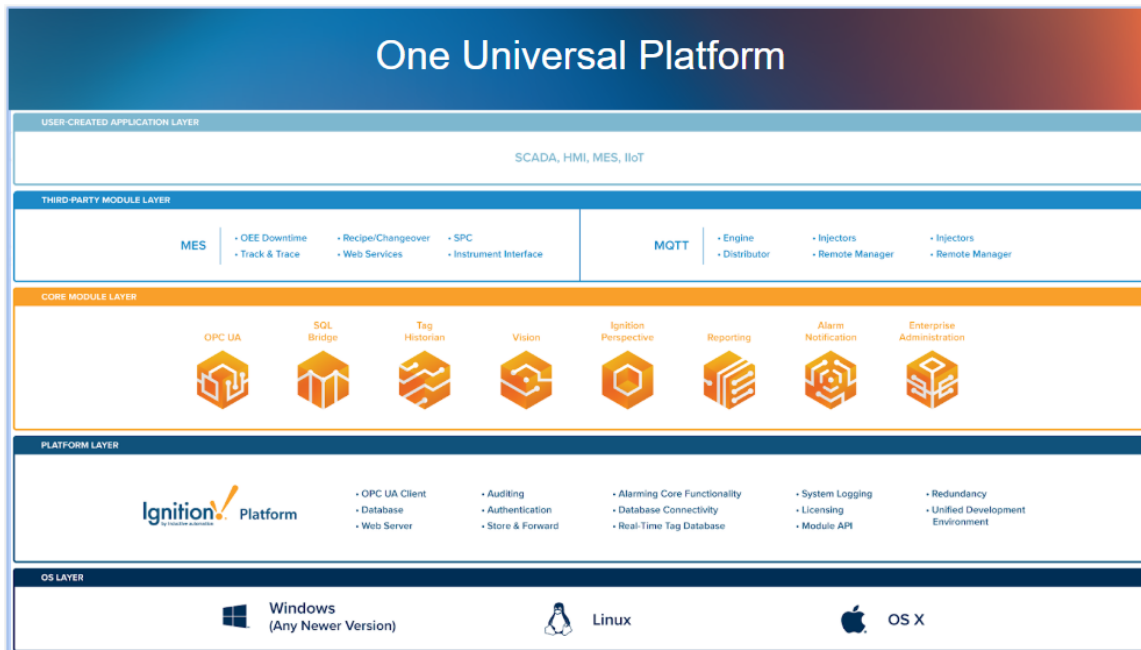 One Universal Platform
USER-CREATED APPLICATION LAYER
SCADA, HMI, MES, IIoT
THIRD-PARTY MODULE LAYER
MES
• OEE Downtime
• Track & Trace
• Recipe/Changeover
• Web Services
• SPC
• Instrument Interface
MQTT
• Engine
• Distributor
• Injectors
• Remote Manager
• Injectors
• Remote Manager
CORE MODULE LAYER
OPC UA
SQL
Bridge
Tag
Historian
Vision
Ignition
Perspective
Reporting
Alarm
Notification
Enterprise
Administration
PLATFORM LAYER
Ignition! Platform
by inductive automation
• OPC UA Client
• Database
• Web Server
• Auditing
• Authentication
• Store & Forward
• Alarming Core Functionality
• Database Connectivity
• Real-Time Tag Database
• System Logging
• Licensing
• Module API
• Redundancy
• Unified Development
Environment
OS LAYER
Windows
(Any Newer Version)
Linux
OS X